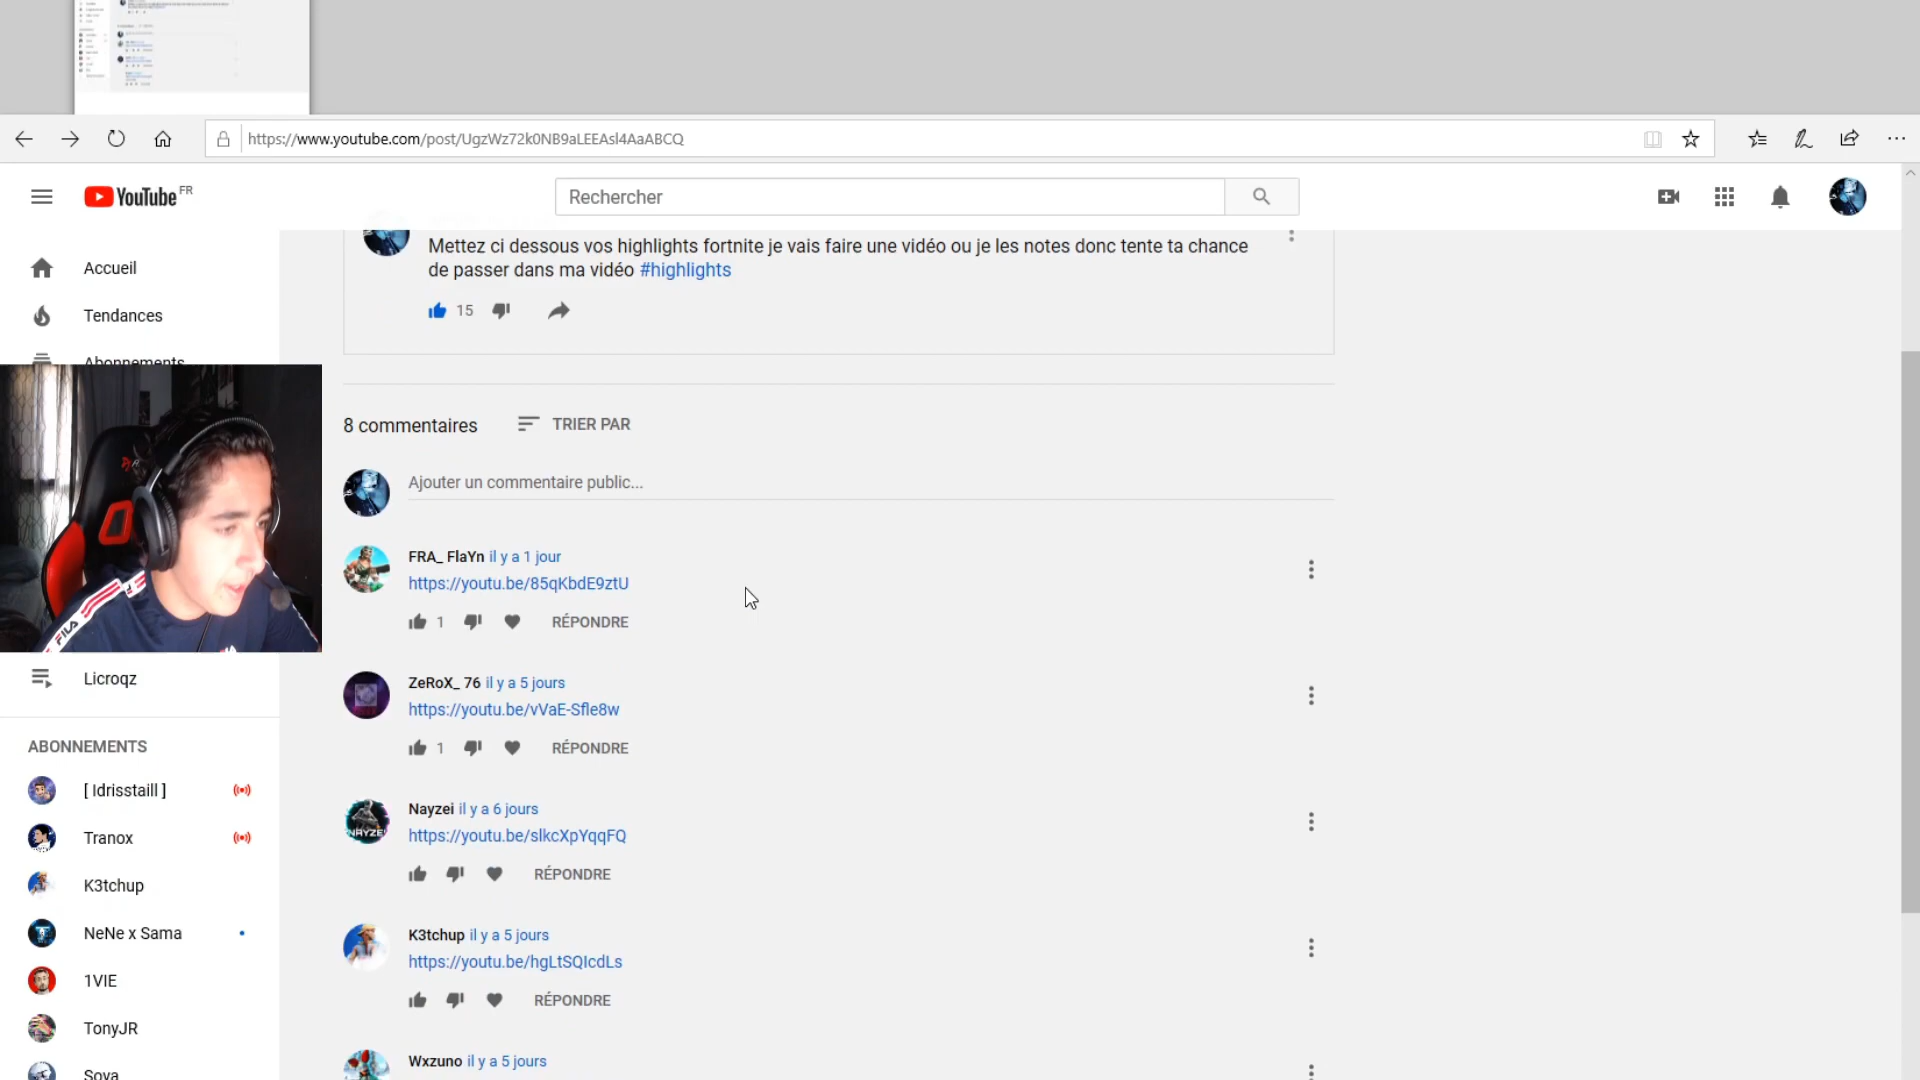 https://www.youtube.com/post/UgzWz72k0NB9aLEEAsl4AaABCQ
YouTube FR
Rechercher
Accueil
Tendances
Abonnements
Mettez ci dessous vos highlights fortnite je vais faire une vidéo ou je les notes donc tente ta chance
de passer dans ma vidéo #highlights
15
8 commentaires
TRIER PAR
Ajouter un commentaire public...
FRA_ FlaYn il y a 1 jour
https://youtu.be/85qKbdE9ztU
1 RÉPONDRE
ZeRoX_ 76 il y a 5 jours
https://youtu.be/vVaE-Sfle8w
1 RÉPONDRE
Nayzei il y a 6 jours
https://youtu.be/slkcXpYqqFQ
RÉPONDRE
K3tchup il y a 5 jours
https://youtu.be/hgLtSQIcdLs
RÉPONDRE
Wxzuno il y a 5 jours
FILA
Licroqz
ABONNEMENTS
[ Idrisstaill ]
Tranox
K3tchup
NeNe x Sama
1VIE
TonyJR
Sova
NAYZEI